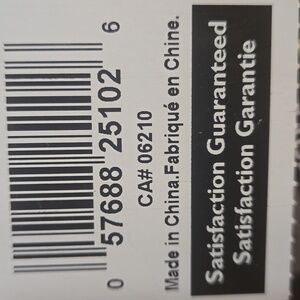 0 57688 25102 6
CA# 06210
Made in China.Fabriqué en Chine.
Satisfaction Guaranteed
Satisfaction Garantie